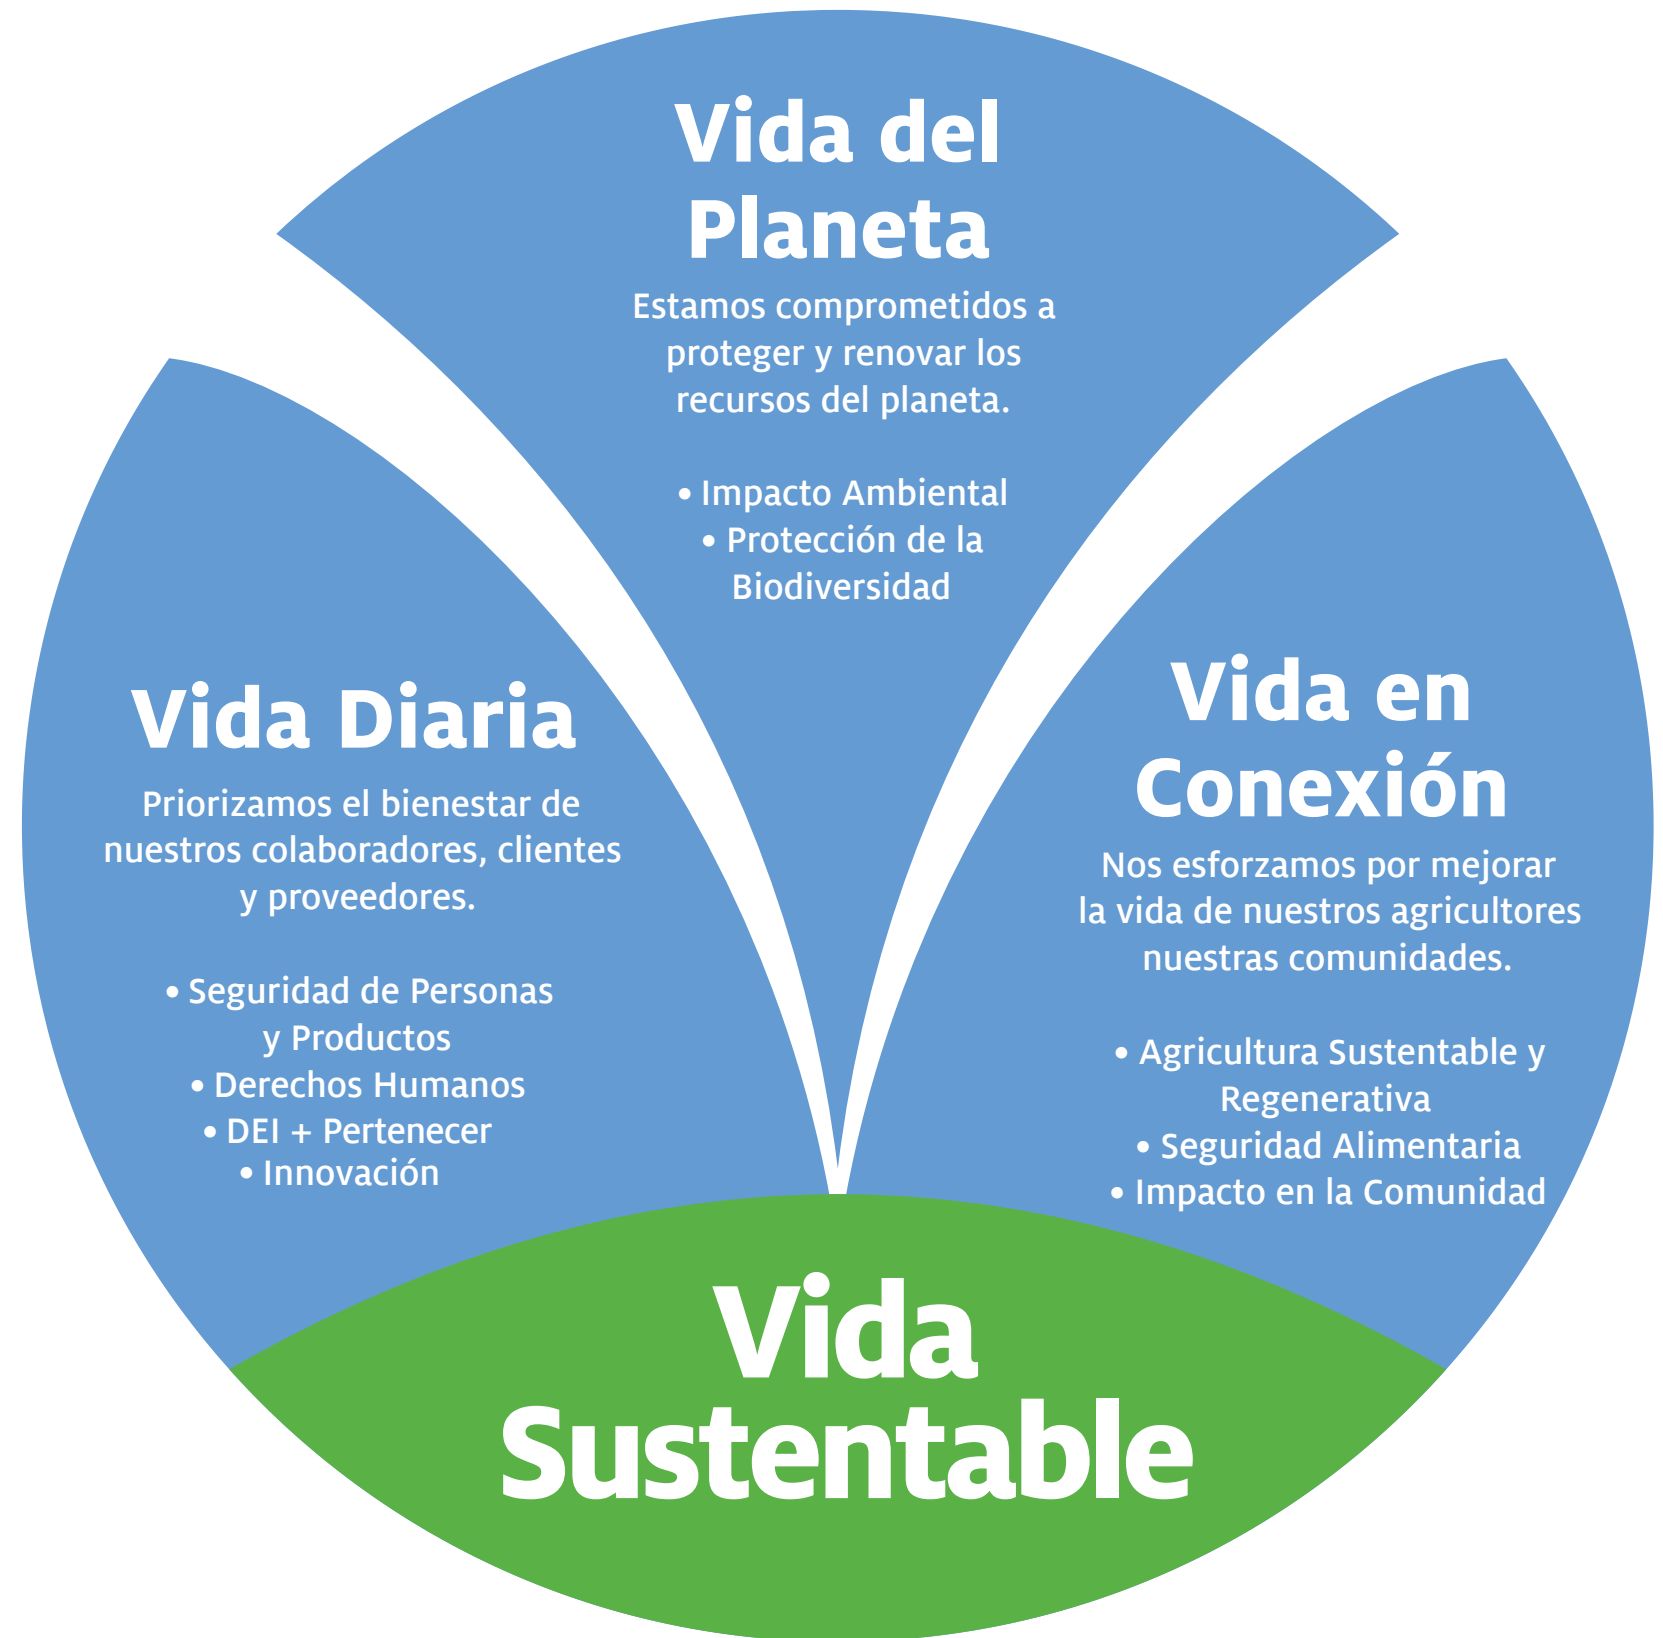 Vida del
Planeta
Estamos comprometidos a
proteger y renovar los
recursos del planeta.
• Impacto Ambiental
• Protección de la
Biodiversidad
Vida Diaria
Priorizamos el bienestar de
nuestros colaboradores, clientes
y proveedores.
• Seguridad de Personas
y Productos
• Derechos Humanos
• DEI + Pertenecer
• Innovación
Vida en
Conexión
Nos esforzamos por mejorar
la vida de nuestros agricultores
nuestras comunidades.
• Agricultura Sustentable y
Regenerativa
• Seguridad Alimentaria
• Impacto en la Comunidad
Vida
Sustentable